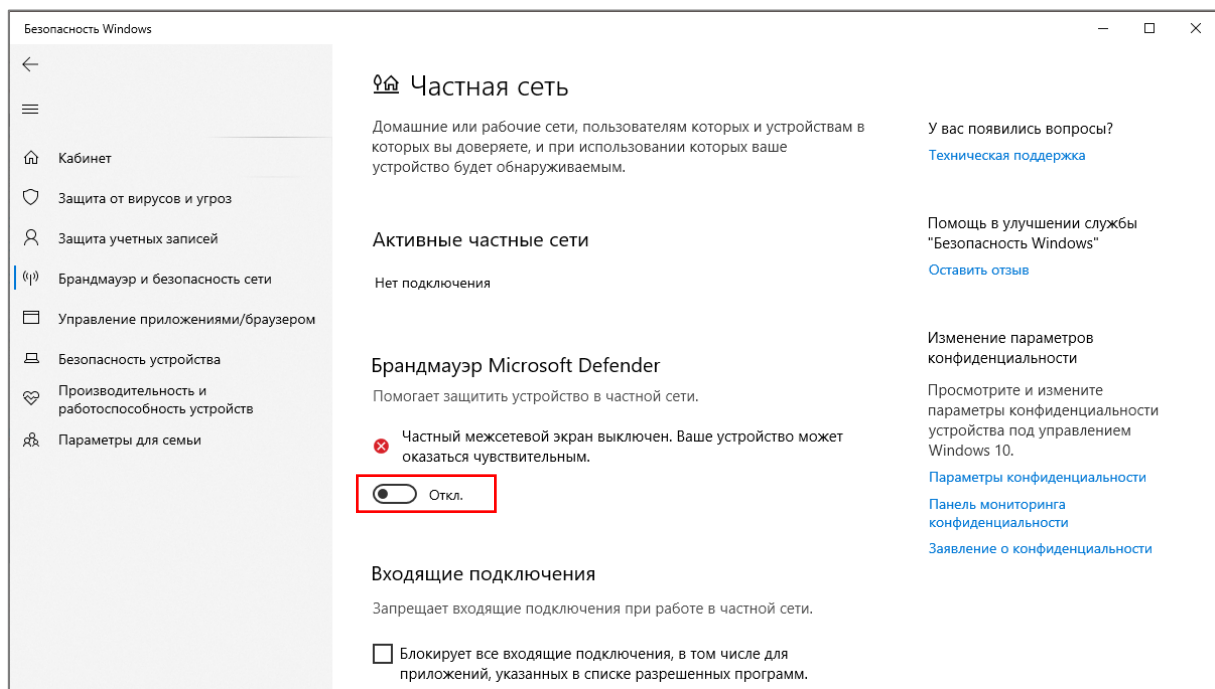 Безопасность Windows
Кабинет
Защита от вирусов и угроз
Защита учетных записей
Брандмауэр и безопасность сети
Управление приложениями/браузером
Безопасность устройства
Производительность и
работоспособность устройств
Параметры для семьи
Частная сеть
Домашние или рабочие сети, пользователям которых и устройствам в
которых вы доверяете, и при использовании которых ваше
устройство будет обнаруживаемым.
Активные частные сети
Нет подключения
Брандмауэр Microsoft Defender
Помогает защитить устройство в частной сети.
Частный межсетевой экран выключен. Ваше устройство может
оказаться чувствительным.
Откл.
Входящие подключения
Запрещает входящие подключения при работе в частной сети.
Блокирует все входящие подключения, в том числе для
приложений, указанных в списке разрешенных программ.
У вас появились вопросы?
Техническая поддержка
Помощь в улучшении службы
"Безопасность Windows"
Оставить отзыв
Изменение параметров
конфиденциальности
Просмотрите и измените
параметры конфиденциальности
устройства под управлением
Windows 10.
Параметры конфиденциальности
Панель мониторинга
конфиденциальности
Заявление о конфиденциальности